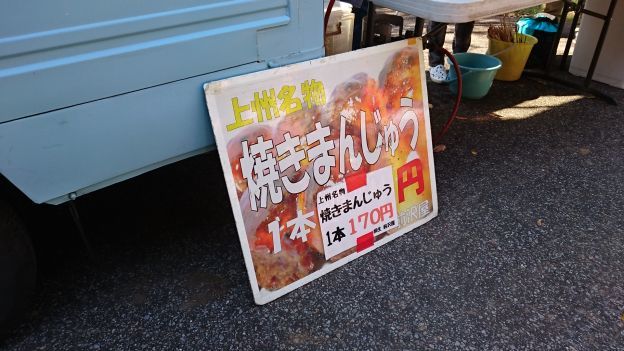 上州名物
焼きまんじゅう
1本
円
上州名物
焼きまんじゅう
1本170円